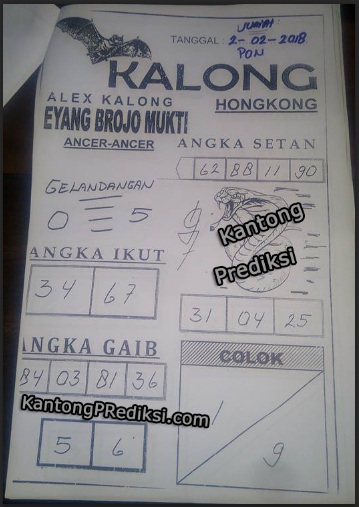 JUMAT
TANGGAL : 2-02-2018
PON
KALONG
ALEX KALONG
HONGKONG
EYANG BROJO MUKTI
ANCER-ANCER
ANGKA SETAN
62 88 11 90
GELANDANGAN
0 5
Kantong
Prediksi
ANGKA IKUT
34 67
31 04 25
ANGKA GAIB
COLOK
84 03 81 36
KantongPrediksi.com
1
5 6
9